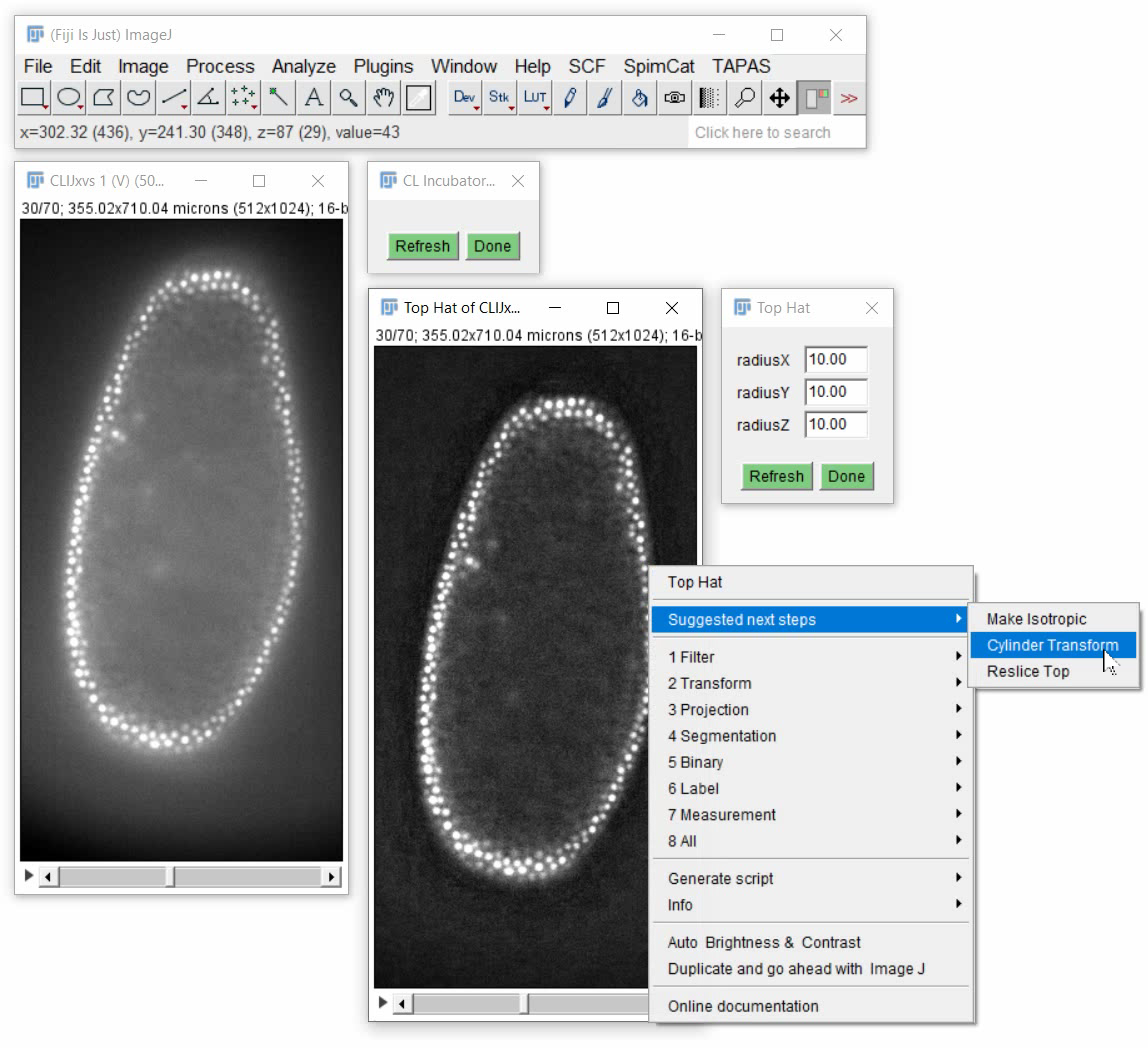 (Fiji Is Just) ImageJ
File Edit Image Process Analyze Plugins Window Help SCF SpimCat TAPAS
A Dev Stk LUT >>
x=302.32 (436), y=241.30 (348), z=87 (29), value=43
Click here to search
CLIJxvs 1 (V) (50...
30/70; 355.02x710.04 microns (512x1024); 16-b
CL Incubator...
Refresh Done
Top Hat of CLIJx...
30/70; 355.02x710.04 microns (512x1024); 16-b
Top Hat
radiusX 10.00
radiusY 10.00
radiusZ 10.00
Refresh Done
Top Hat
Suggested next steps
Make Isotropic
Cylinder Transform
Reslice Top
1 Filter
2 Transform
3 Projection
4 Segmentation
5 Binary
6 Label
7 Measurement
8 All
Generate script
Info
Auto Brightness & Contrast
Duplicate and go ahead with Image J
Online documentation